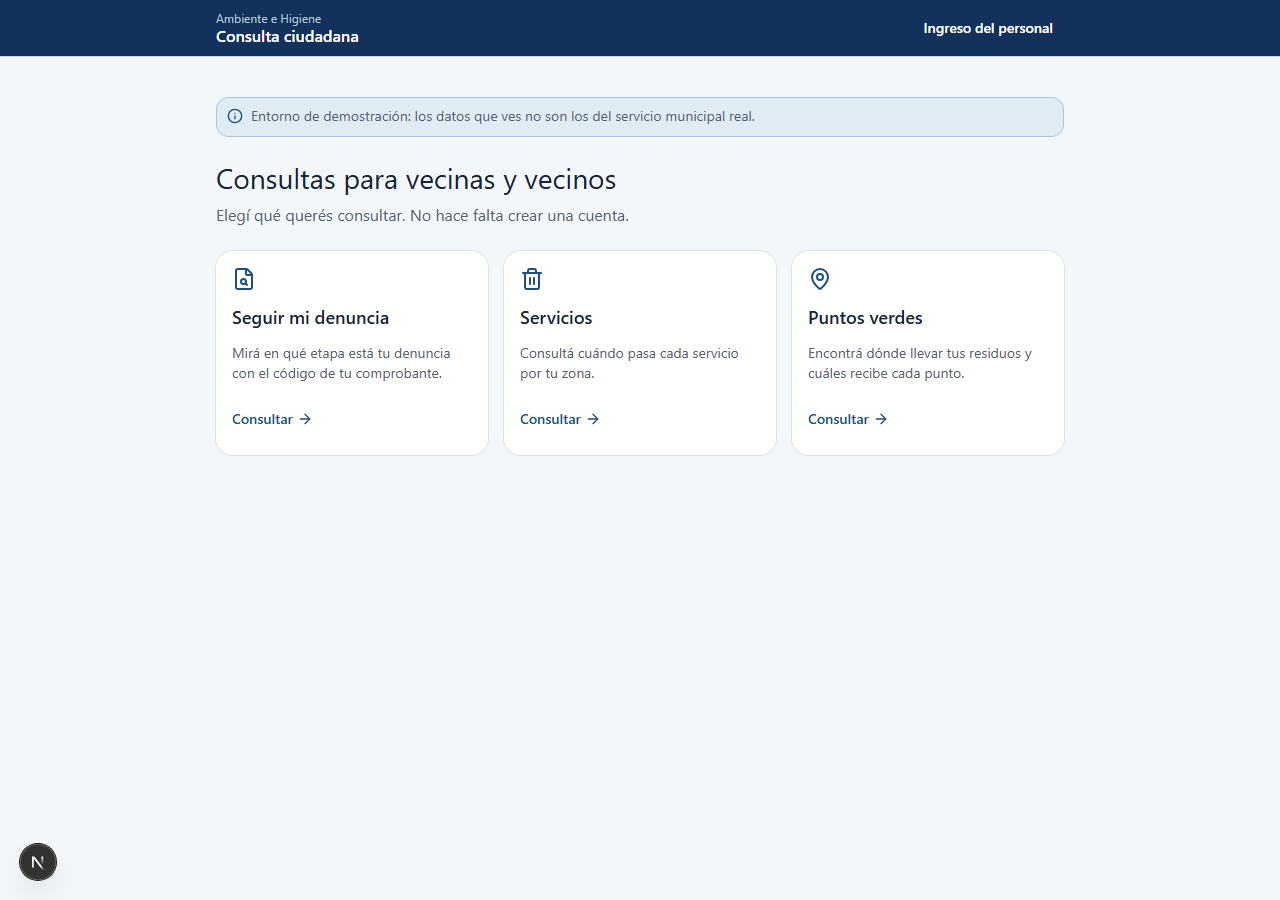 Ambiente e Higiene
Consulta ciudadana
Ingreso del personal
Entorno de demostración: los datos que ves no son los del servicio municipal real.
Consultas para vecinas y vecinos
Elegí qué querés consultar. No hace falta crear una cuenta.
Seguir mi denuncia
Mirá en qué etapa está tu denuncia
con el código de tu comprobante.
Consultar
Servicios
Consultá cuándo pasa cada servicio
por tu zona.
Consultar
Puntos verdes
Encontrá dónde llevar tus residuos y
cuáles recibe cada punto.
Consultar
N